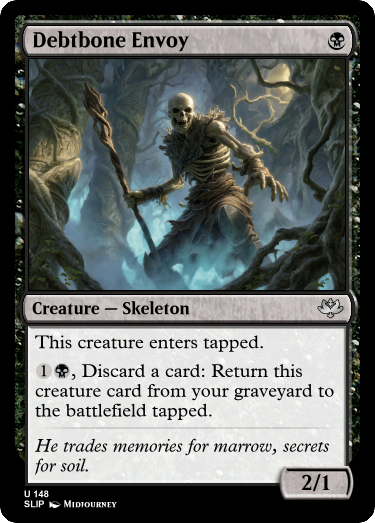 Debtbone Envoy
Creature — Skeleton
This creature enters tapped.
1, Discard a card: Return this
creature card from your graveyard to
the battlefield tapped.
He trades memories for marrow, secrets
for soil.
2/1
U 148
SLIP Midjourney